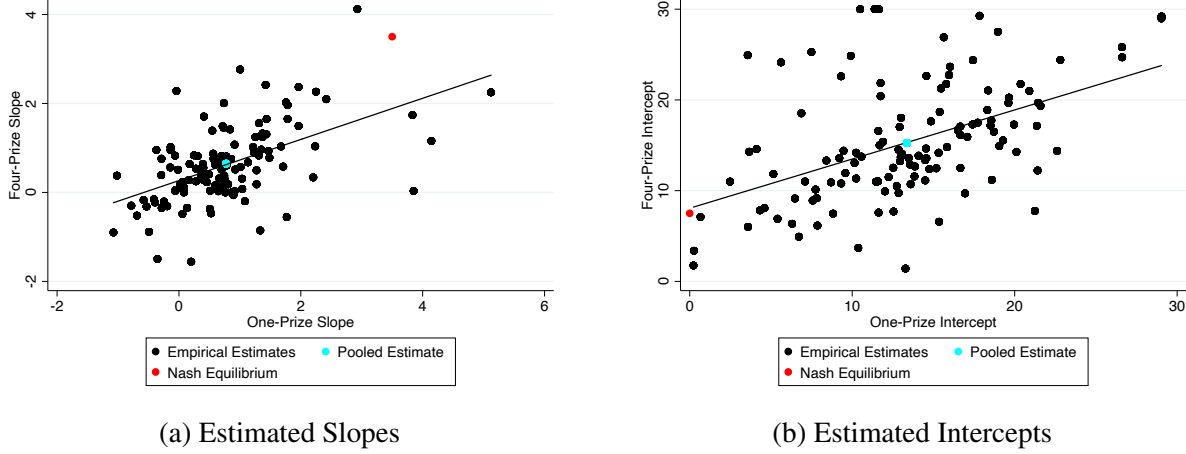 Four-Prize Slope
4
2
0
-2
-2 0 2 4 6
One-Prize Slope
Empirical Estimates Pooled Estimate
Nash Equilibrium
(a) Estimated Slopes
Four-Prize Intercept
30
20
10
0
0 10 20 30
One-Prize Intercept
Empirical Estimates Pooled Estimate
Nash Equilibrium
(b) Estimated Intercepts